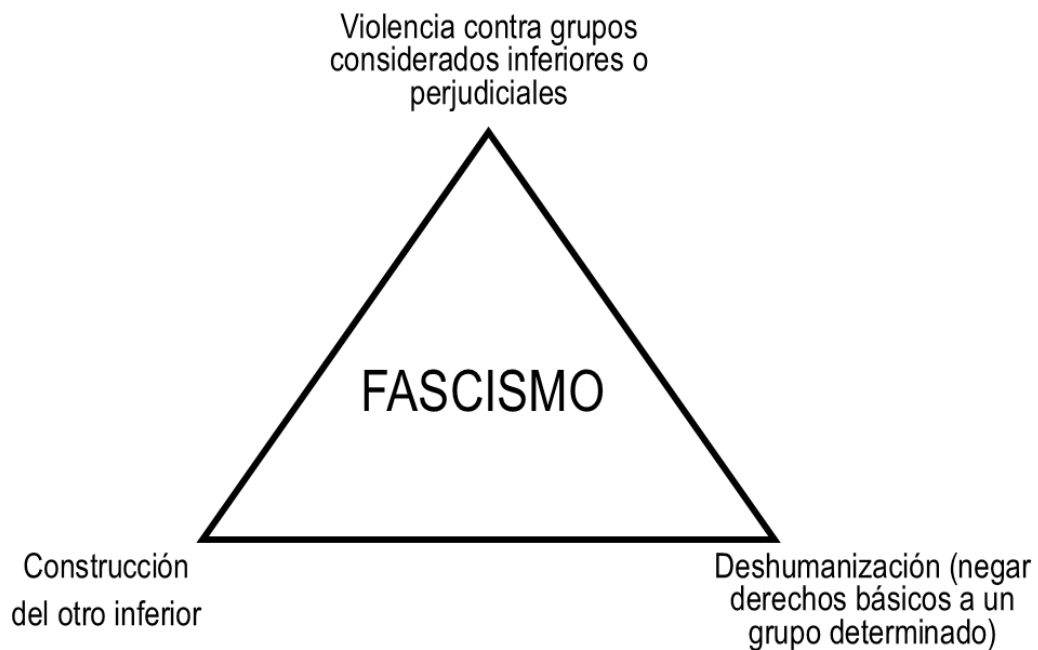 Violencia contra grupos
considerados inferiores o
perjudiciales
FASCISMO
Construcción
del otro inferior
Deshumanización (negar
derechos básicos a un
grupo determinado)